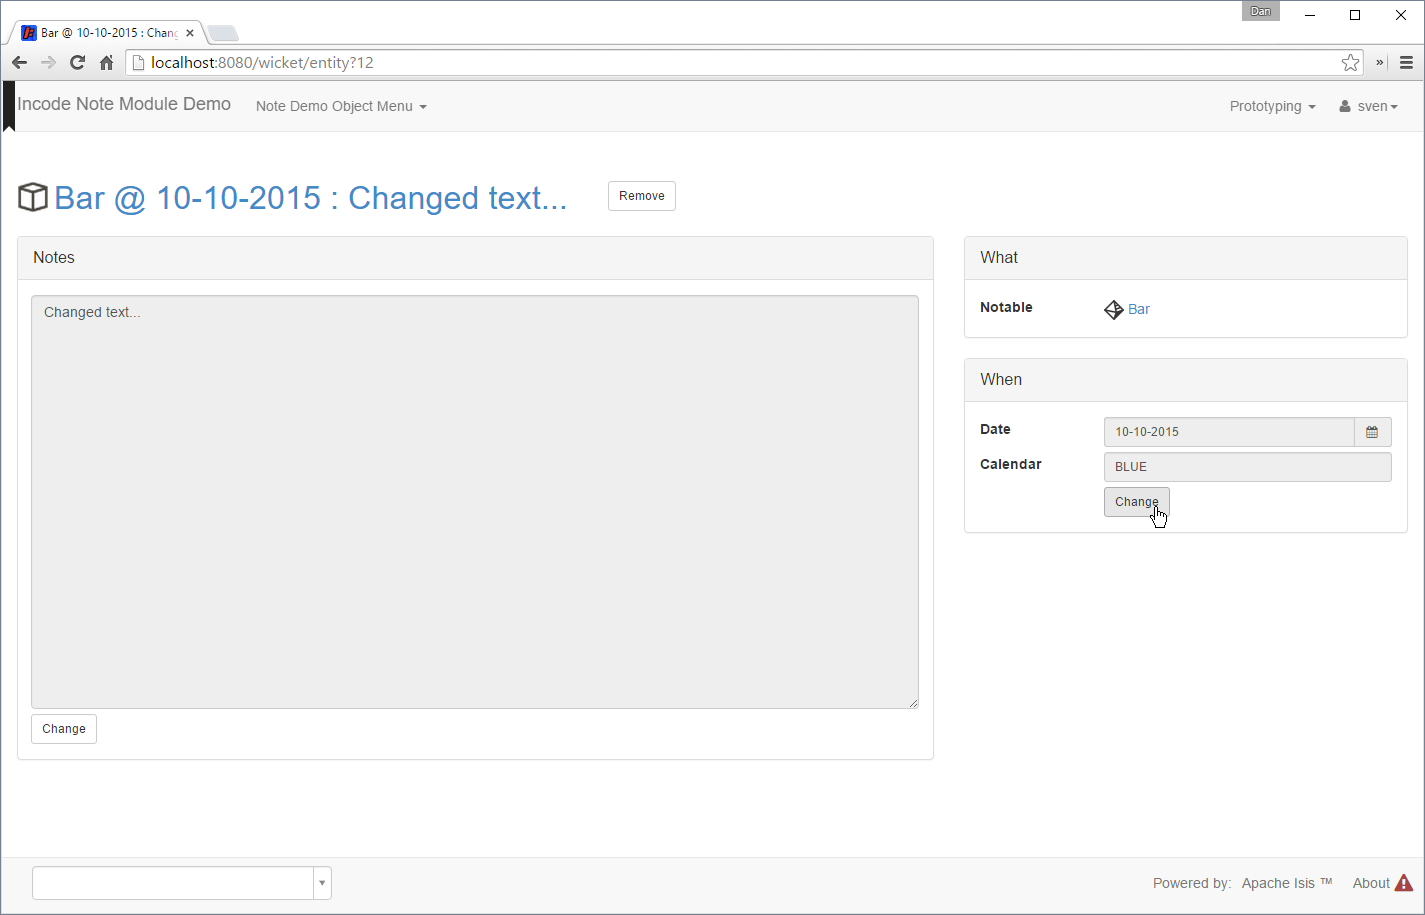 Dan
Bar @ 10-10-2015 : Chan
localhost:8080/wicket/entity?12
»
Incode Note Module Demo
Note Demo Object Menu
Prototyping
sven
Bar @ 10-10-2015 : Changed text...
Remove
Notes
Changed text...
Change
What
Notable
Bar
When
Date
10-10-2015
Calendar
BLUE
Change
Powered by: Apache Isis ™
About